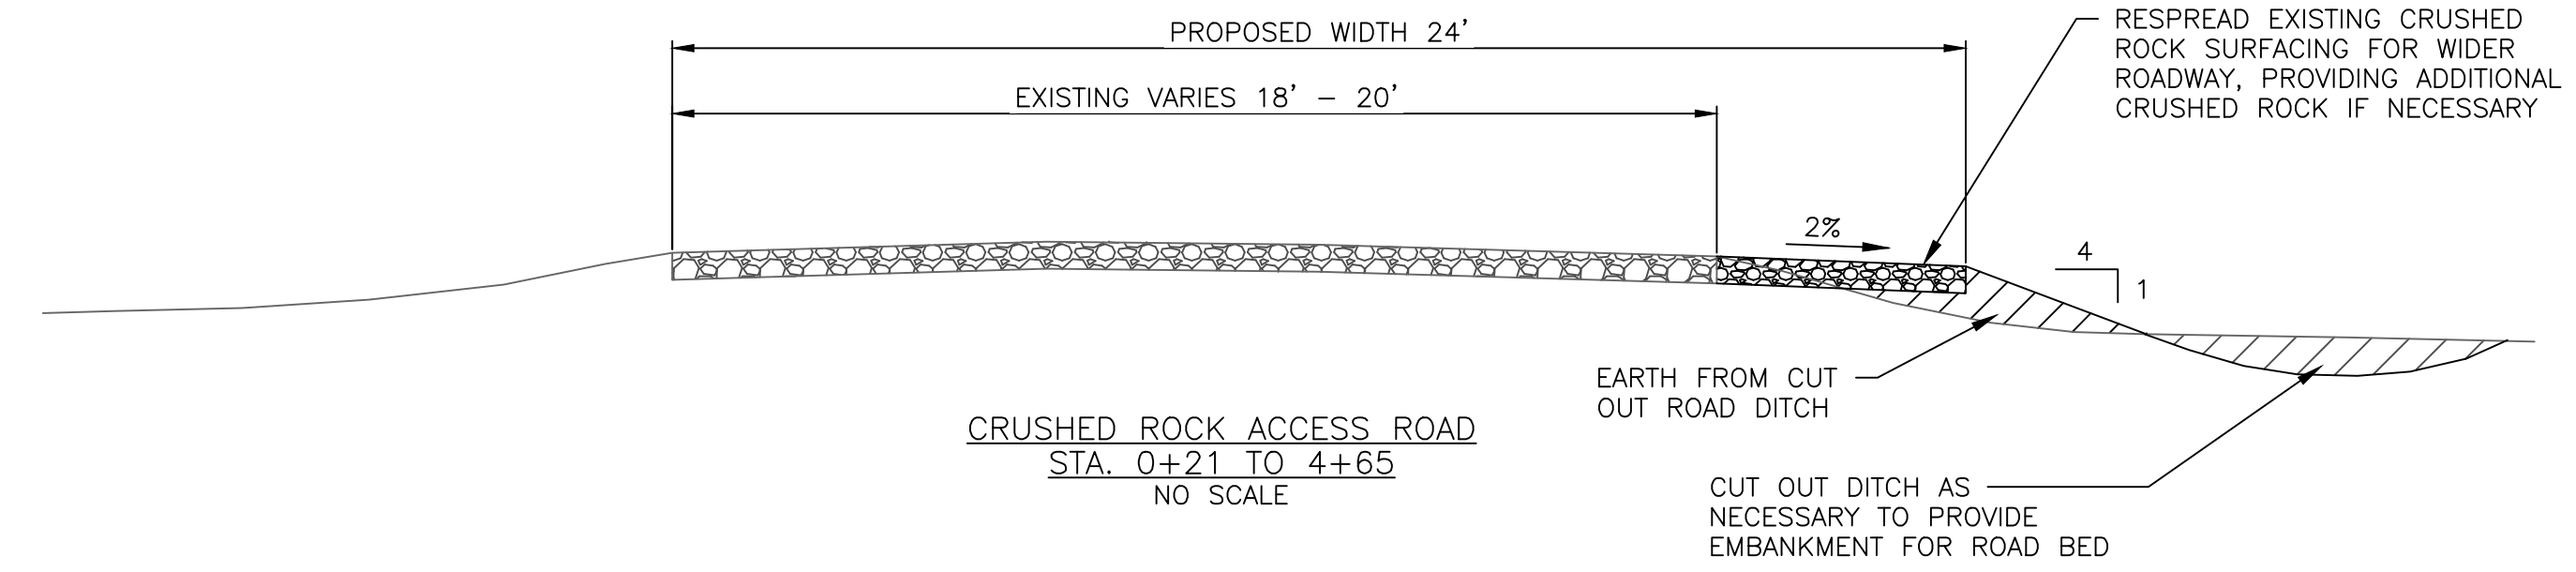 PROPOSED WIDTH 24'
EXISTING VARIES 18' - 20'
RESPREAD EXISTING CRUSHED
ROCK SURFACING FOR WIDER
ROADWAY, PROVIDING ADDITIONAL
CRUSHED ROCK IF NECESSARY
2%
4
1
EARTH FROM CUT
OUT ROAD DITCH
CRUSHED ROCK ACCESS ROAD
STA. 0+21 TO 4+65
NO SCALE
CUT OUT DITCH AS
NECESSARY TO PROVIDE
EMBANKMENT FOR ROAD BED